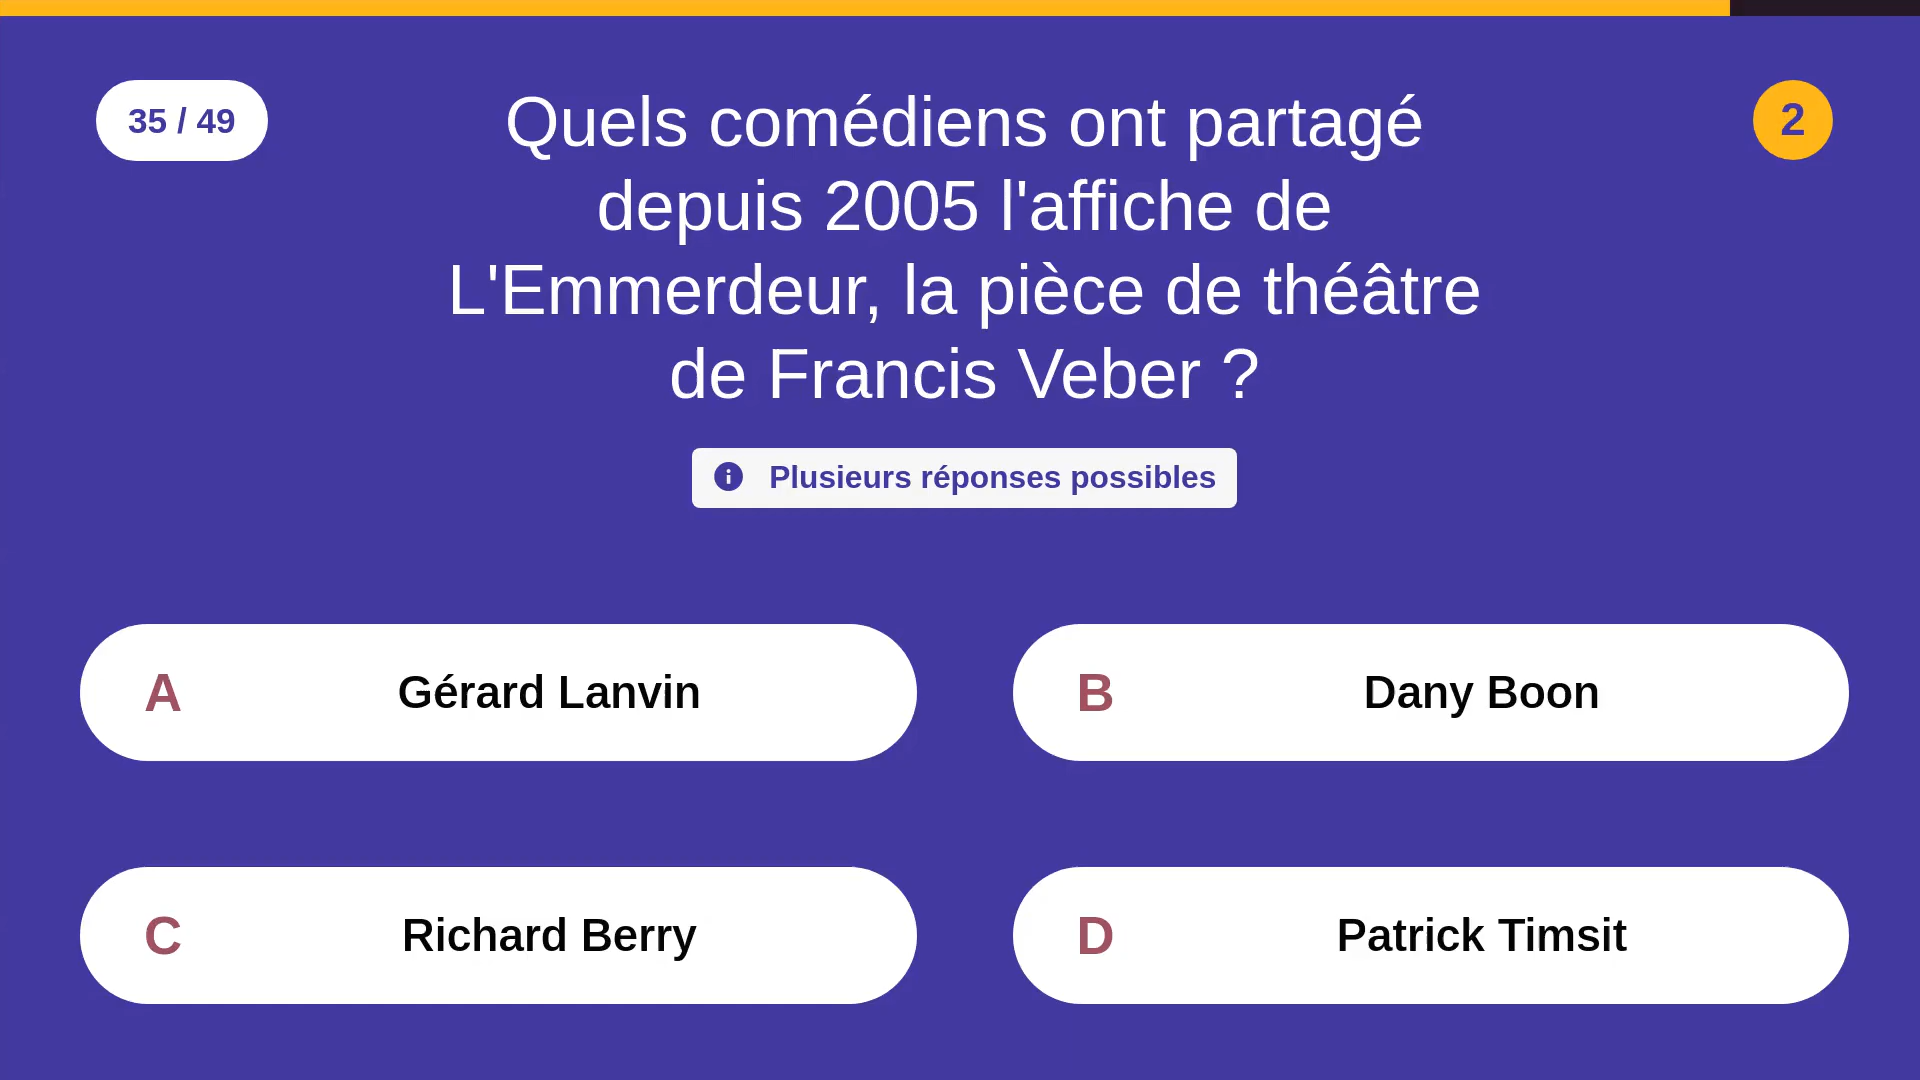 35 / 49
Quels comédiens ont partagé
depuis 2005 l'affiche de
L'Emmerdeur, la pièce de théâtre
de Francis Veber ?
2
Plusieurs réponses possibles
A Gérard Lanvin
B Dany Boon
C Richard Berry
D Patrick Timsit